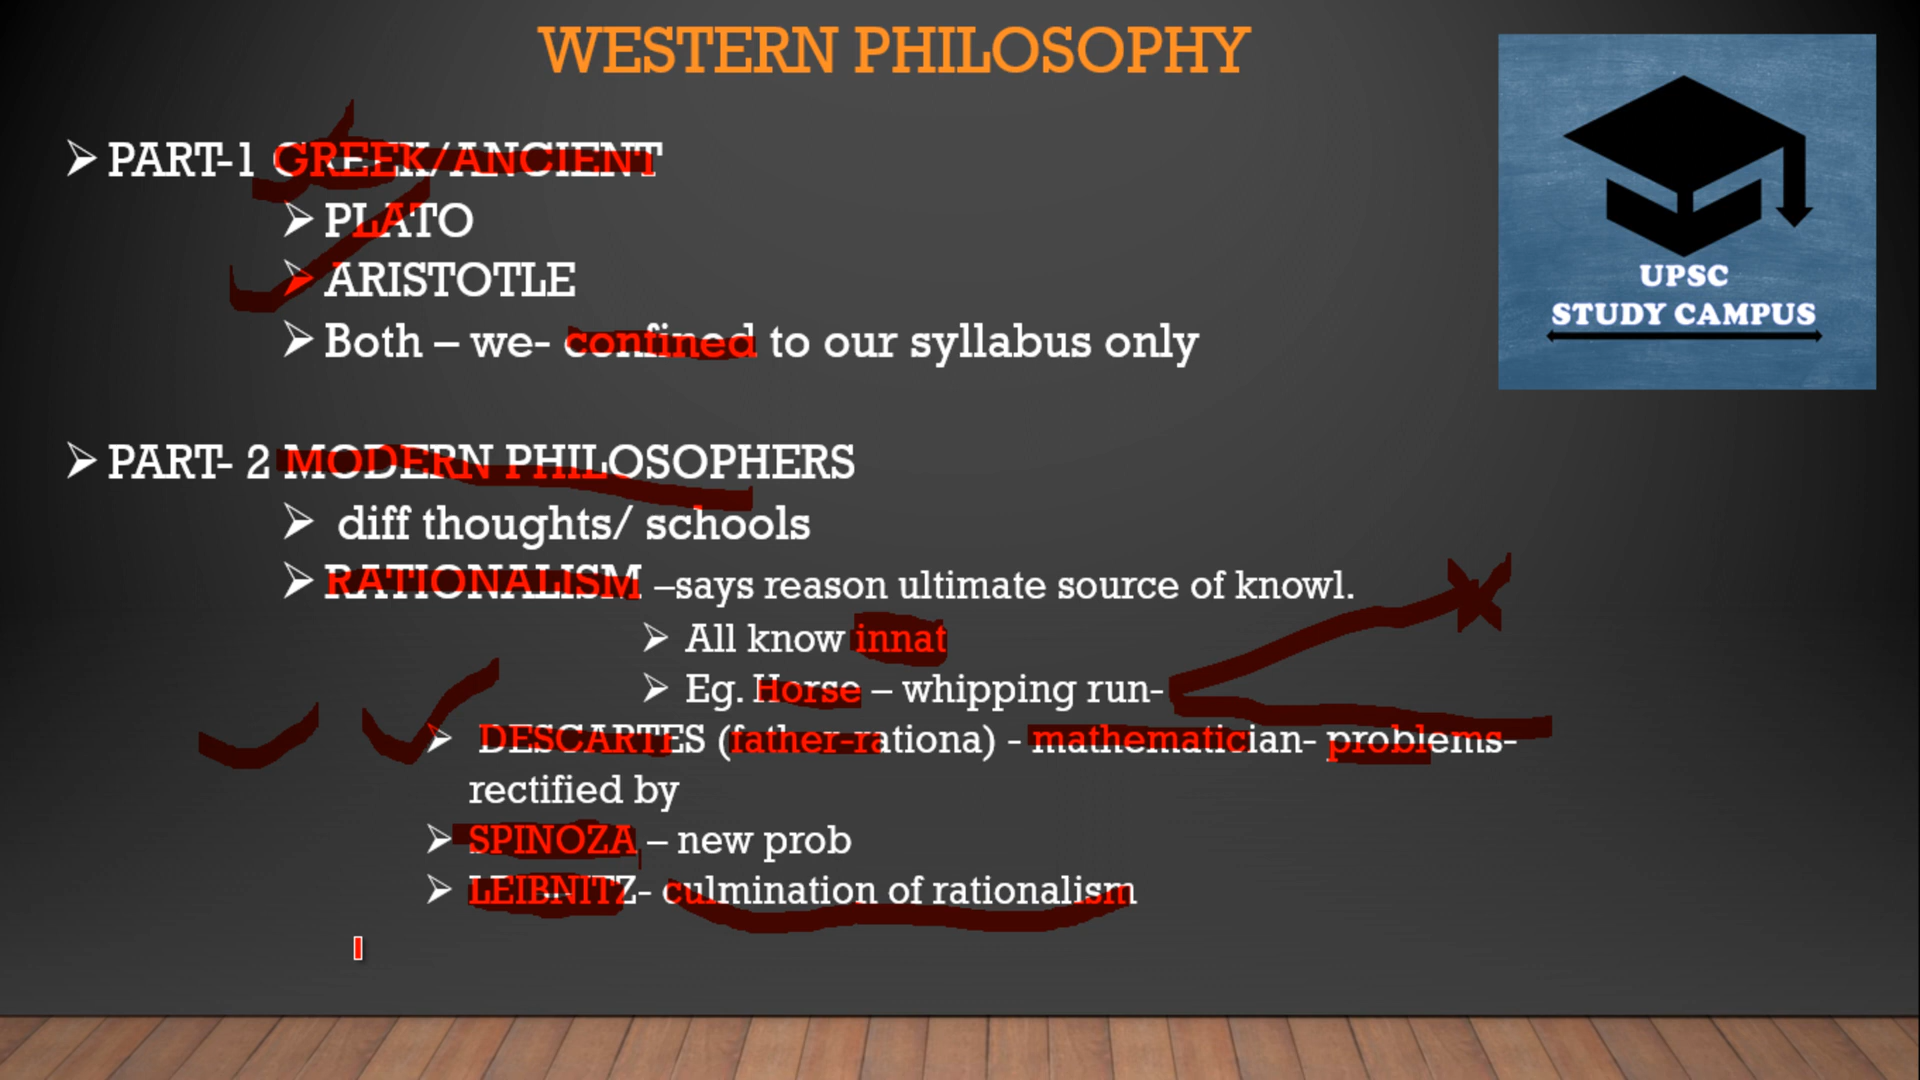 WESTERN PHILOSOPHY
UPSC
STUDY CAMPUS
PART-1 GREEK/ANCIENT
PLATO
ARISTOTLE
Both – we- confined to our syllabus only
PART- 2 MODERN PHILOSOPHERS
diff thoughts/ schools
RATIONALISM –says reason ultimate source of knowl.
All know innat
Eg. Horse – whipping run-
DESCARTES (father-rationa) - mathematician- problems-
rectified by
SPINOZA – new prob
LEIBNITZ- culmination of rationalism